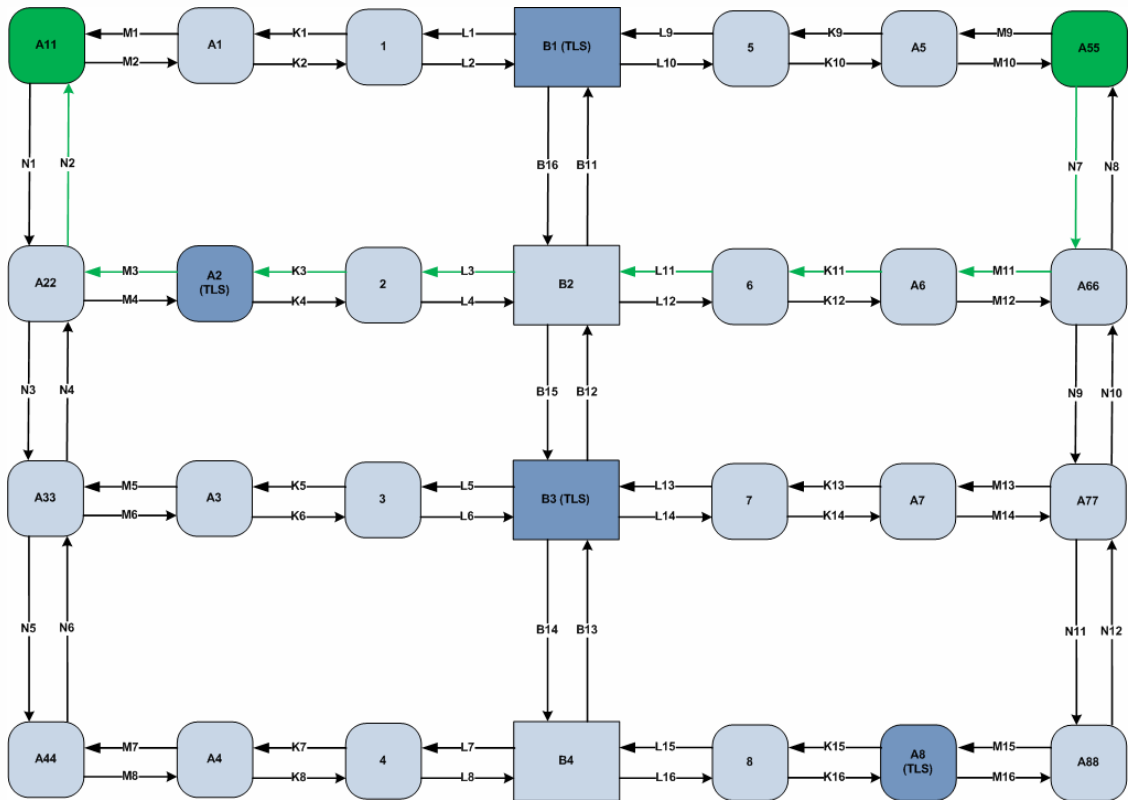 M1
K1
L1
L9
K9
M9
A11
A1
1
B1 (TLS)
5
A5
A55
M2
K2
L2
L10
K10
M10
N1
N2
B16
B11
N7
N8
M3
K3
L3
L11
K11
M11
A22
A2
(TLS)
2
B2
6
A6
A66
M4
K4
L4
L12
K12
M12
N3
N4
B15
B12
N9
N10
M5
K5
L5
L13
K13
M13
A33
A3
3
B3 (TLS)
7
A7
A77
M6
K6
L6
L14
K14
M14
N5
N6
B14
B13
N11
N12
M7
K7
L7
L15
K15
M15
A44
A4
4
B4
8
A8
(TLS)
A88
M8
K8
L8
L16
K16
M16